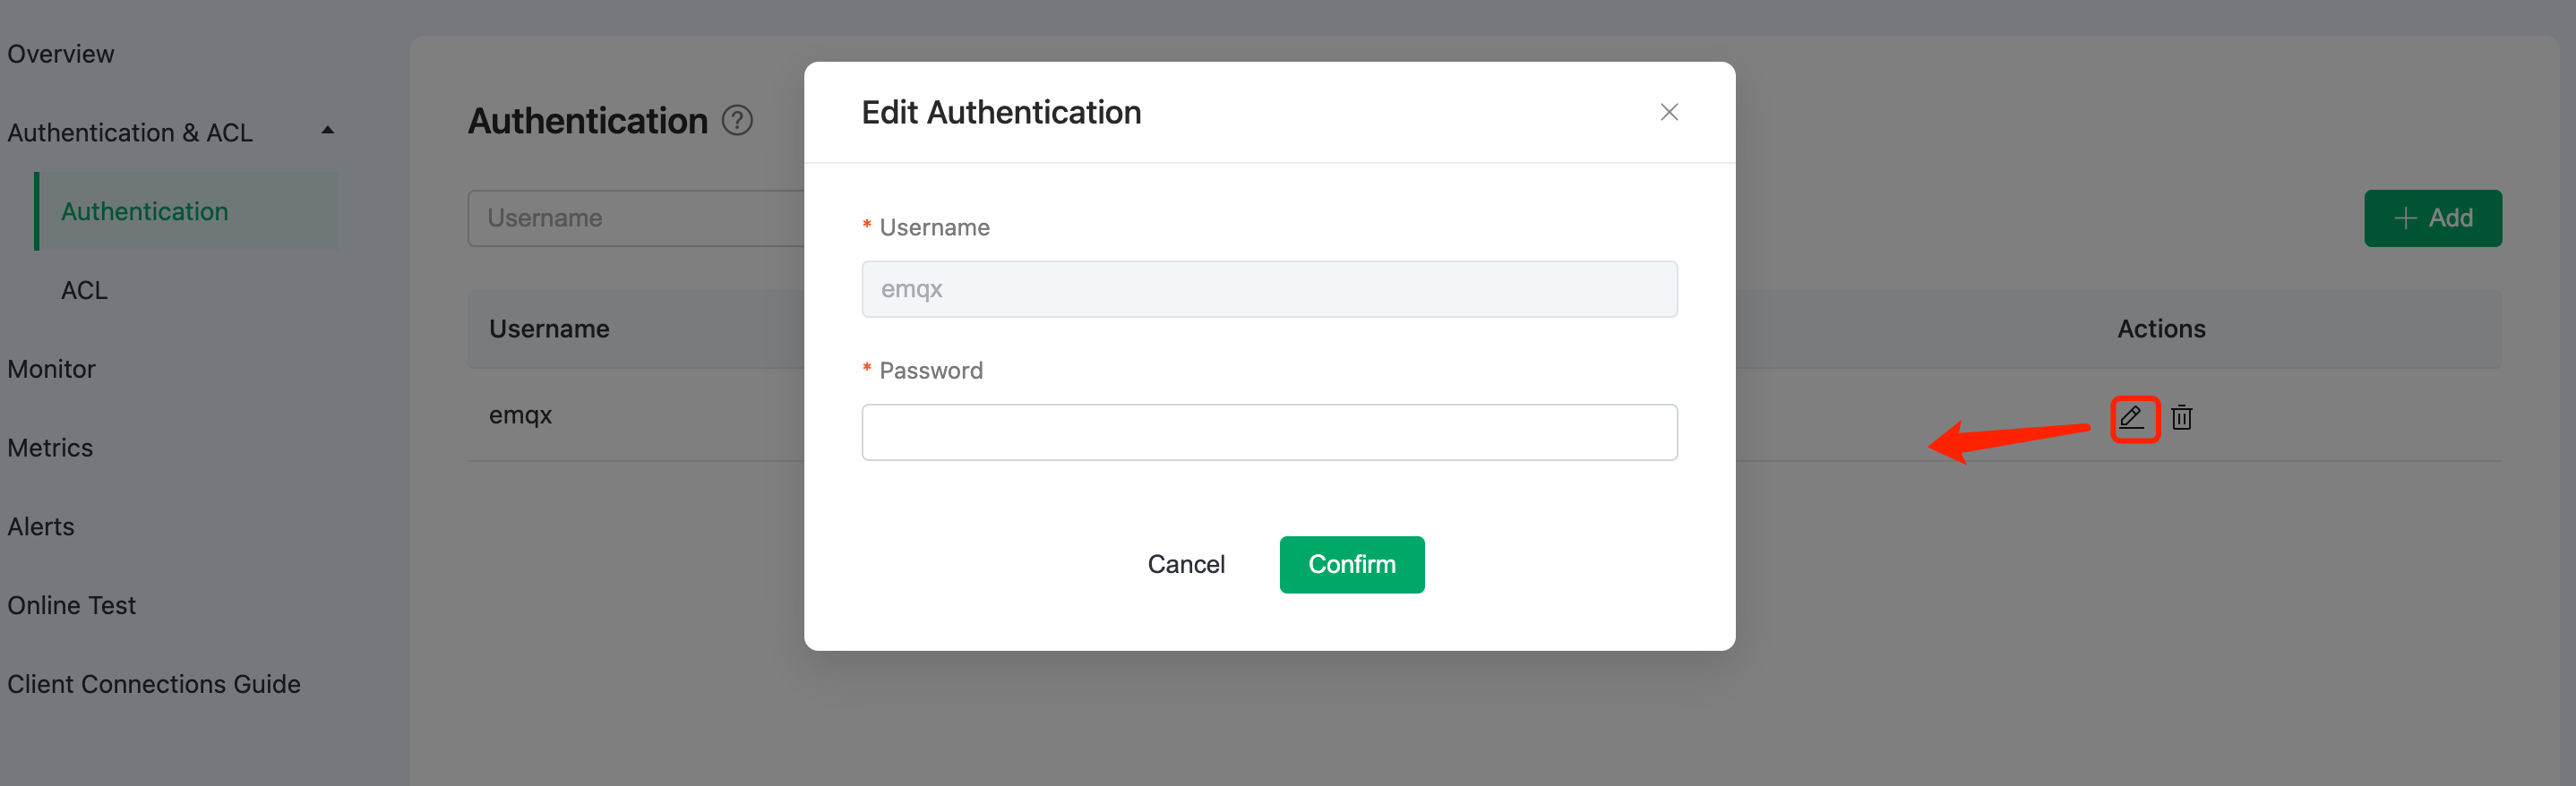 Overview
Authentication & ACL
Authentication
ACL
Monitor
Metrics
Alerts
Online Test
Client Connections Guide
Authentication ?
Username
+ Add
Username
Actions
emqx
Edit Authentication
* Username
emqx
* Password
Cancel
Confirm